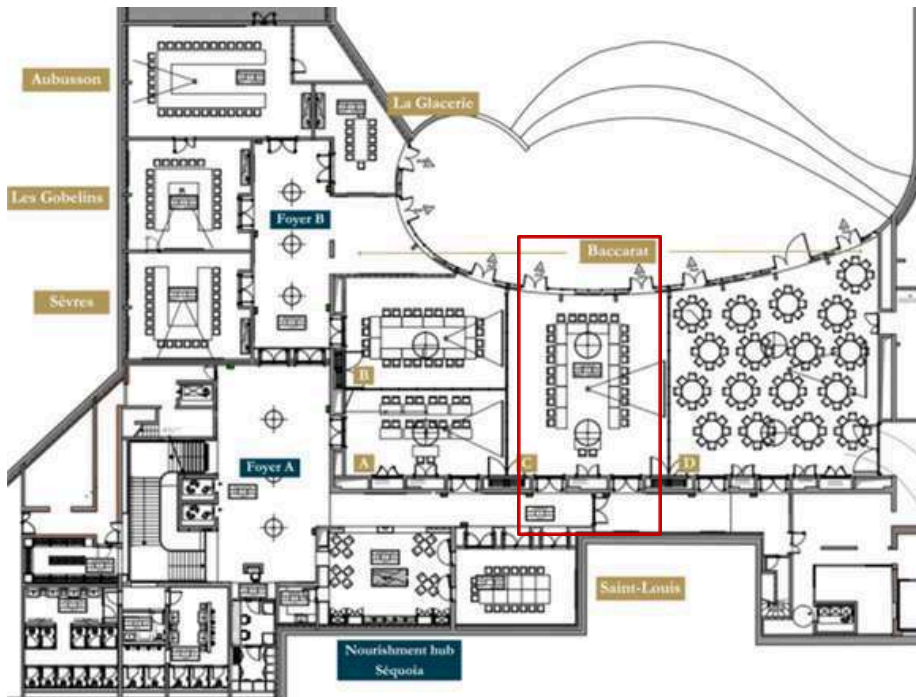 Aubusson
La Glacerie
Les Gobelins
Foyer B
Baccarat
Sèvres
B
A
C
D
Foyer A
Saint-Louis
Nourishment hub
Séquoia